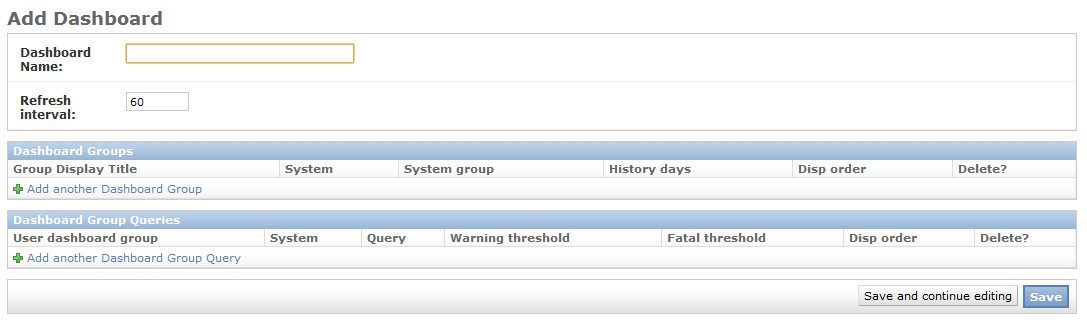 Add Dashboard
Dashboard
Name:
Refresh
interval:
60
Dashboard Groups
Group Display Title System System group History days Disp order Delete?
Add another Dashboard Group
Dashboard Group Queries
User dashboard group System Query Warning threshold Fatal threshold Disp order Delete?
Add another Dashboard Group Query
Save and continue editing Save